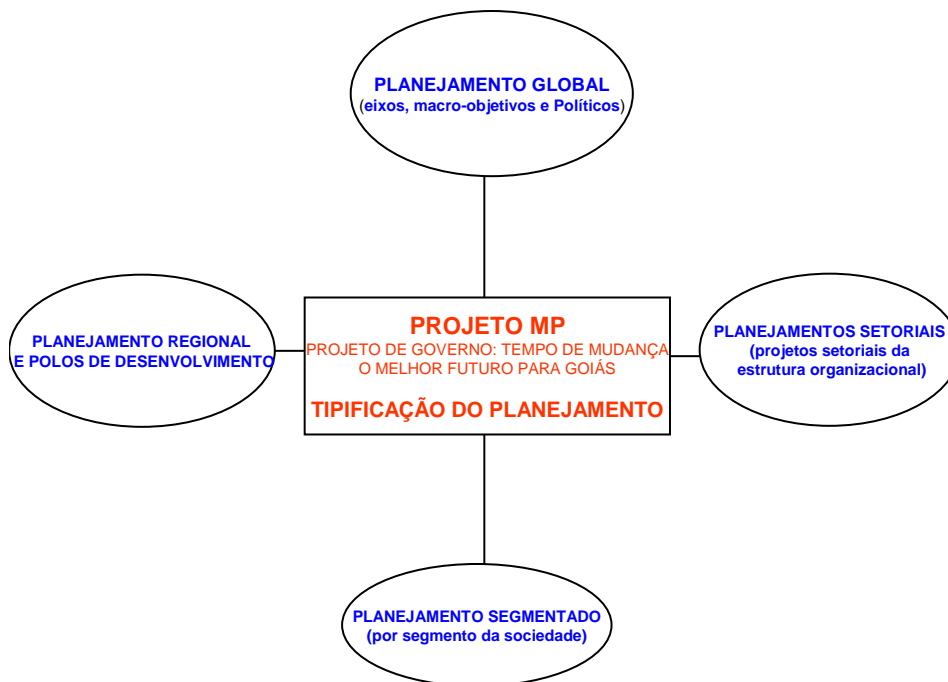 PLANEJAMENTO GLOBAL
(eixos, macro-objetivos e Políticos)
PLANEJAMENTO REGIONAL
E POLOS DE DESENVOLVIMENTO
PROJETO MP
PROJETO DE GOVERNO: TEMPO DE MUDANÇA
O MELHOR FUTURO PARA GOIÁS
TIPIFICAÇÃO DO PLANEJAMENTO
PLANEJAMENTOS SETORIAIS
(projetos setoriais da
estrutura organizacional)
PLANEJAMENTO SEGMENTADO
(por segmento da sociedade)